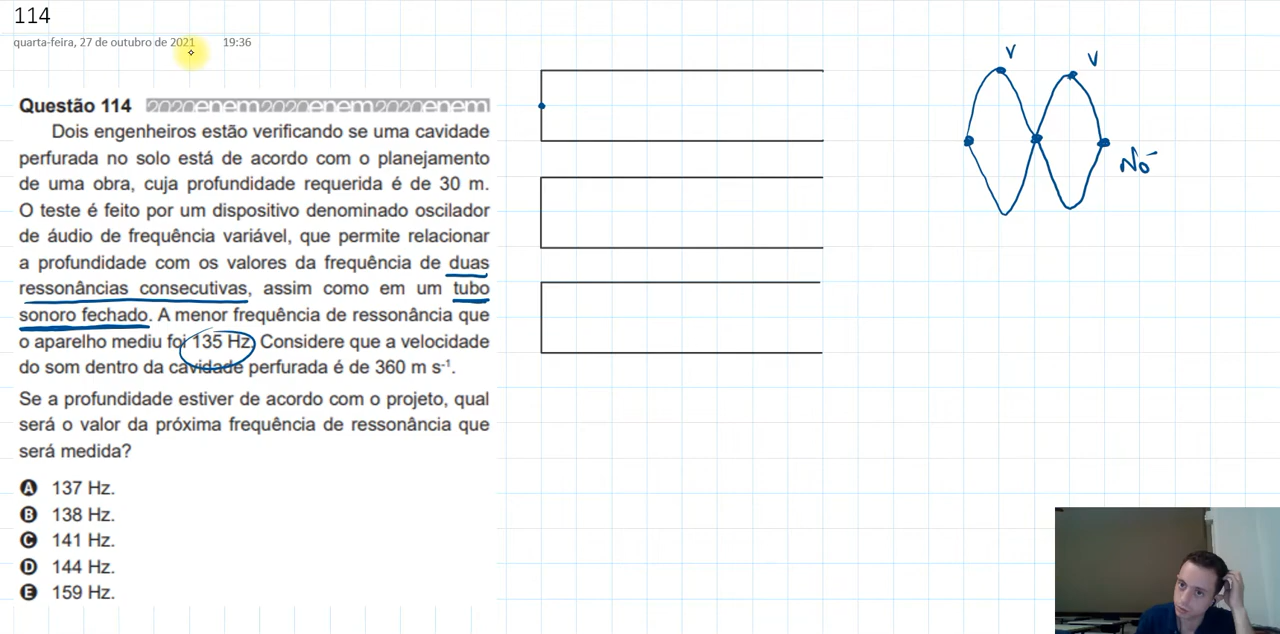 114
quarta-feira, 27 de outubro de 2021 19:36
Questão 114 2020enem2020enem2020enem
Dois engenheiros estão verificando se uma cavidade
perfurada no solo está de acordo com o planejamento
de uma obra, cuja profundidade requerida é de 30 m.
O teste é feito por um dispositivo denominado oscilador
de áudio de frequência variável, que permite relacionar
a profundidade com os valores da frequência de duas
ressonâncias consecutivas, assim como em um tubo
sonoro fechado. A menor frequência de ressonância que
o aparelho mediu foi 135 Hz. Considere que a velocidade
do som dentro da cavidade perfurada é de 360 m s⁻¹.
Se a profundidade estiver de acordo com o projeto, qual
será o valor da próxima frequência de ressonância que
será medida?
A 137 Hz.
B 138 Hz.
C 141 Hz.
D 144 Hz.
E 159 Hz.
V V
Nó